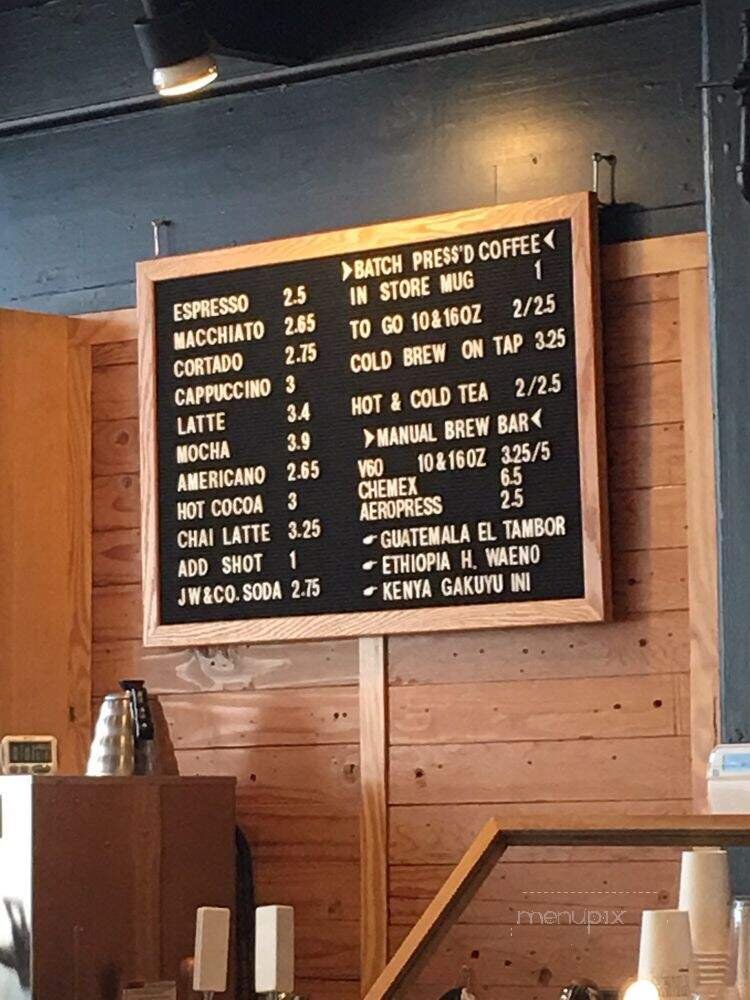 ESPRESSO 2.5
MACCHIATO 2.65
CORTADO 2.75
CAPPUCCINO 3
LATTE 3.4
MOCHA 3.9
AMERICANO 2.65
HOT COCOA 3
CHAI LATTE 3.25
ADD SHOT 1
JW&CO. SODA 2.75
BATCH PRE$$'D COFFEE
IN STORE MUG 1
TO GO 10&16OZ 2/2.5
COLD BREW ON TAP 3.25
HOT & COLD TEA 2/2.5
MANUAL BREW BAR
V60 10&16OZ 3.25/5
CHEMEX 6.5
AEROPRESS 2.5
GUATEMALA EL TAMBOR
ETHIOPIA H. WAENO
KENYA GAKUYU INI
menupix